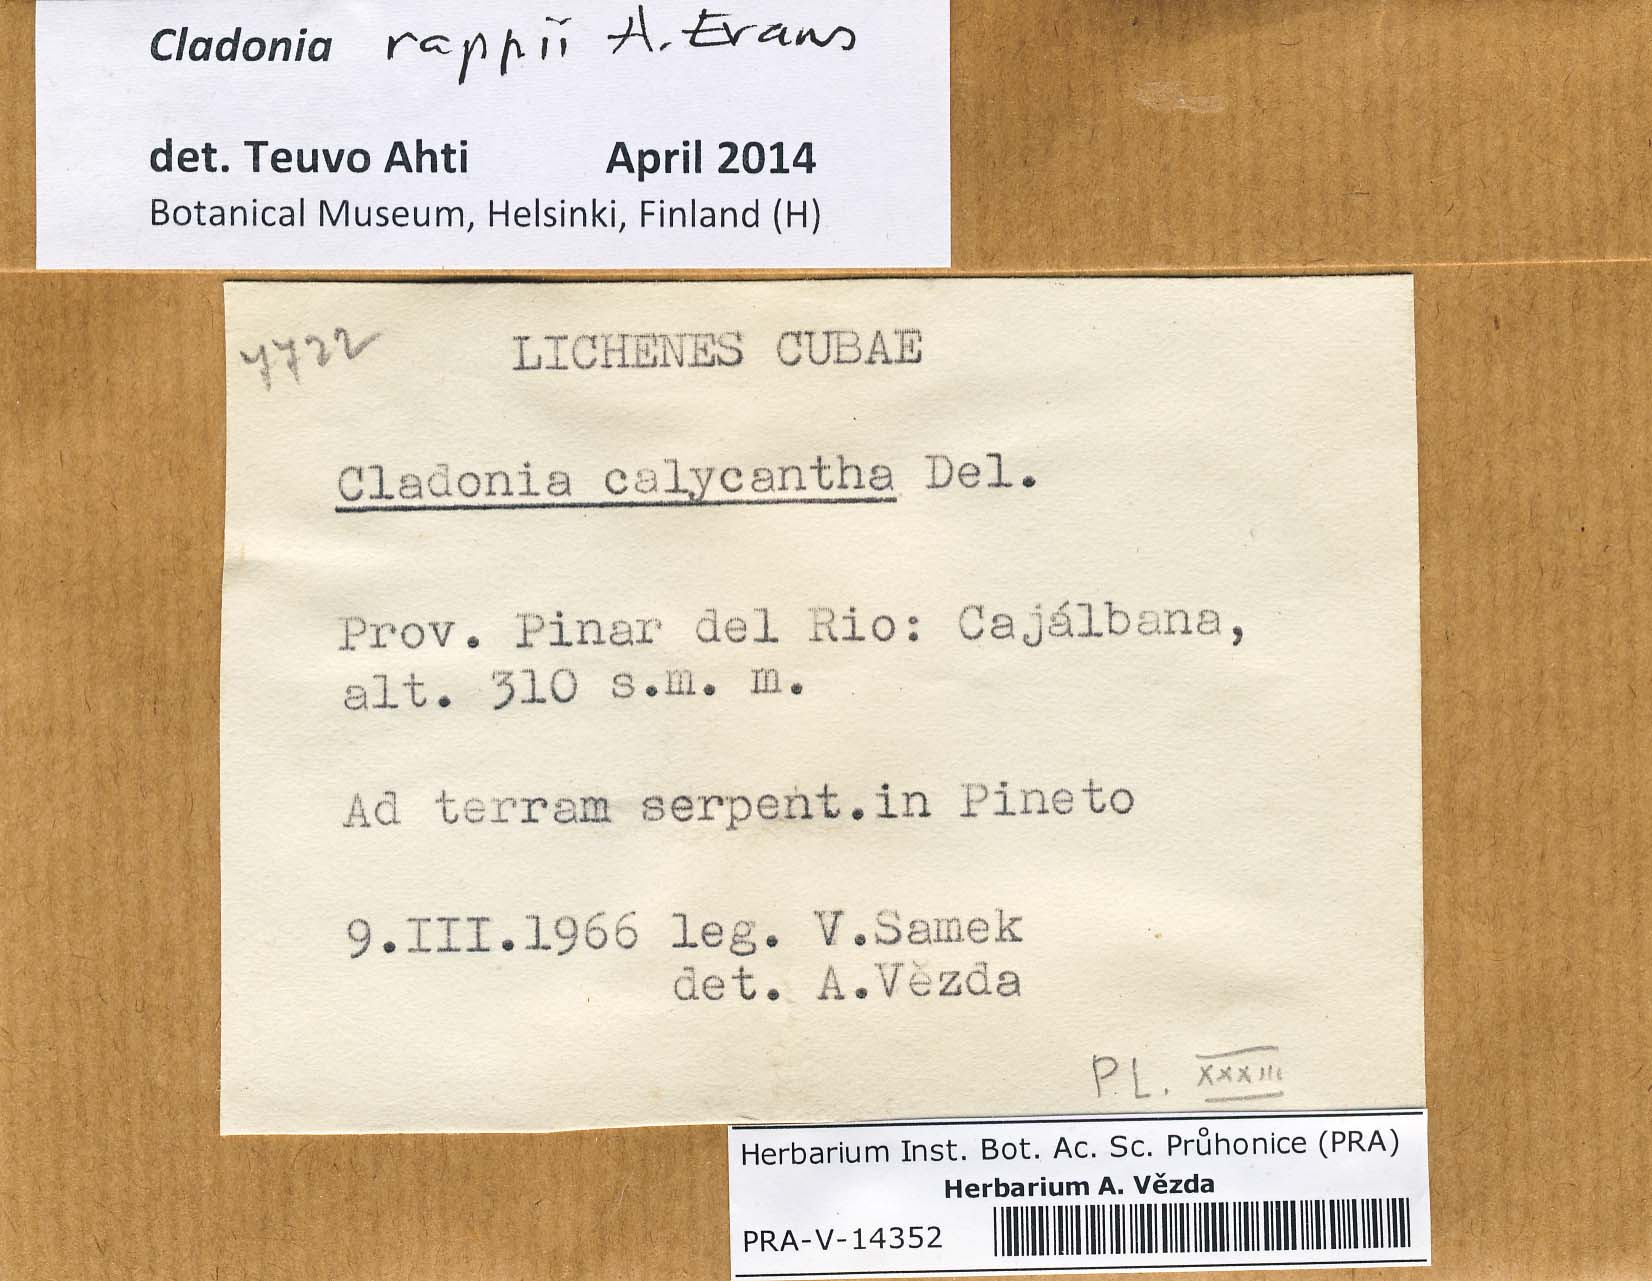 Cladonia rappii A. Evans
det. Teuvo Ahti April 2014
Botanical Museum, Helsinki, Finland (H)
7722 LICHENES CUBAE
Cladonia calycantha Del.
Prov. Pinar del Rio: Cajálbana,
alt. 310 s.m. m.
Ad terram serpent.in Pineto
9.III.1966 leg. V.Samek
det. A.Vězda
PL. XXXIII
Herbarium Inst. Bot. Ac. Sc. Průhonice (PRA)
Herbarium A. Vězda
PRA-V-14352